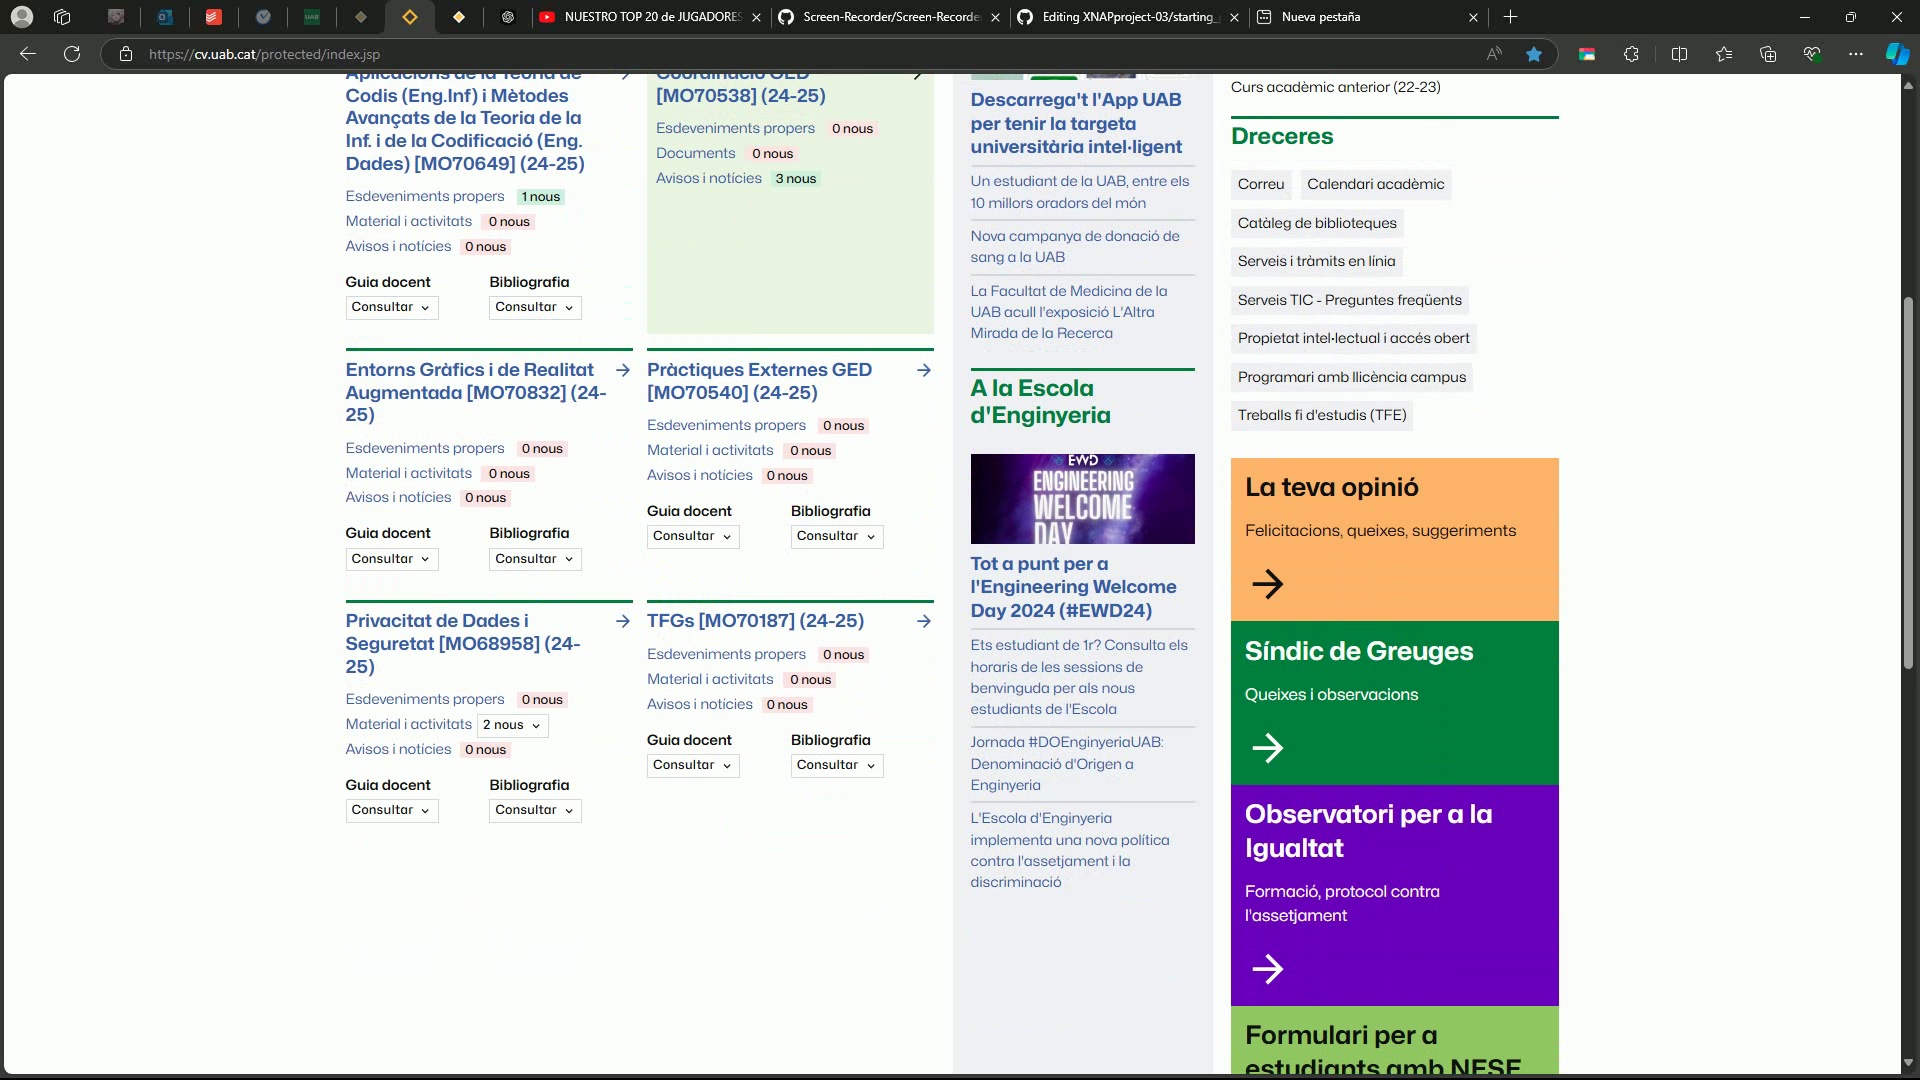 NUESTRO TOP 20 de JUGADORES
Screen-Recorder/Screen-Recorde
Editing XNAPproject-03/starting_
Nueva pestaña
https://cv.uab.cat/protected/index.jsp
Aplicacions de la Teoria de
Codis (Eng.Inf) i Mètodes
Avançats de la Teoria de la
Inf. i de la Codificació (Eng.
Dades) [MO70649] (24-25)
Esdeveniments propers 1 nous
Material i activitats 0 nous
Avisos i notícies 0 nous
Guia docent Bibliografia
Consultar Consultar
Coordinació GED
[MO70538] (24-25)
Esdeveniments propers 0 nous
Documents 0 nous
Avisos i notícies 3 nous
Entorns Gràfics i de Realitat
Augmentada [MO70832] (24-
25)
Esdeveniments propers 0 nous
Material i activitats 0 nous
Avisos i notícies 0 nous
Guia docent Bibliografia
Consultar Consultar
Pràctiques Externes GED
[MO70540] (24-25)
Esdeveniments propers 0 nous
Material i activitats 0 nous
Avisos i notícies 0 nous
Guia docent Bibliografia
Consultar Consultar
Privacitat de Dades i
Seguretat [MO68958] (24-
25)
Esdeveniments propers 0 nous
Material i activitats 2 nous
Avisos i notícies 0 nous
Guia docent Bibliografia
Consultar Consultar
TFGs [MO70187] (24-25)
Esdeveniments propers 0 nous
Material i activitats 0 nous
Avisos i notícies 0 nous
Guia docent Bibliografia
Consultar Consultar
Descarrega't l'App UAB
per tenir la targeta
universitària intel·ligent
Un estudiant de la UAB, entre els
10 millors oradors del món
Nova campanya de donació de
sang a la UAB
La Facultat de Medicina de la
UAB acull l'exposició L'Altra
Mirada de la Recerca
A la Escola
d'Enginyeria
EWD
ENGINEERING
WELCOME
DAY
Tot a punt per a
l'Engineering Welcome
Day 2024 (#EWD24)
Ets estudiant de 1r? Consulta els
horaris de les sessions de
benvinguda per als nous
estudiants de l'Escola
Jornada #DOEnginyeriaUAB:
Denominació d'Origen a
Enginyeria
L'Escola d'Enginyeria
implementa una nova política
contra l'assetjament i la
discriminació
Curs acadèmic anterior (22-23)
Dreceres
Correu Calendari acadèmic
Catàleg de biblioteques
Serveis i tràmits en línia
Serveis TIC - Preguntes freqüents
Propietat intel·lectual i accés obert
Programari amb llicència campus
Treballs fi d'estudis (TFE)
La teva opinió
Felicitacions, queixes, suggeriments
Síndic de Greuges
Queixes i observacions
Observatori per a la
Igualtat
Formació, protocol contra
l'assetjament
Formulari per a
estudiants amb NESE